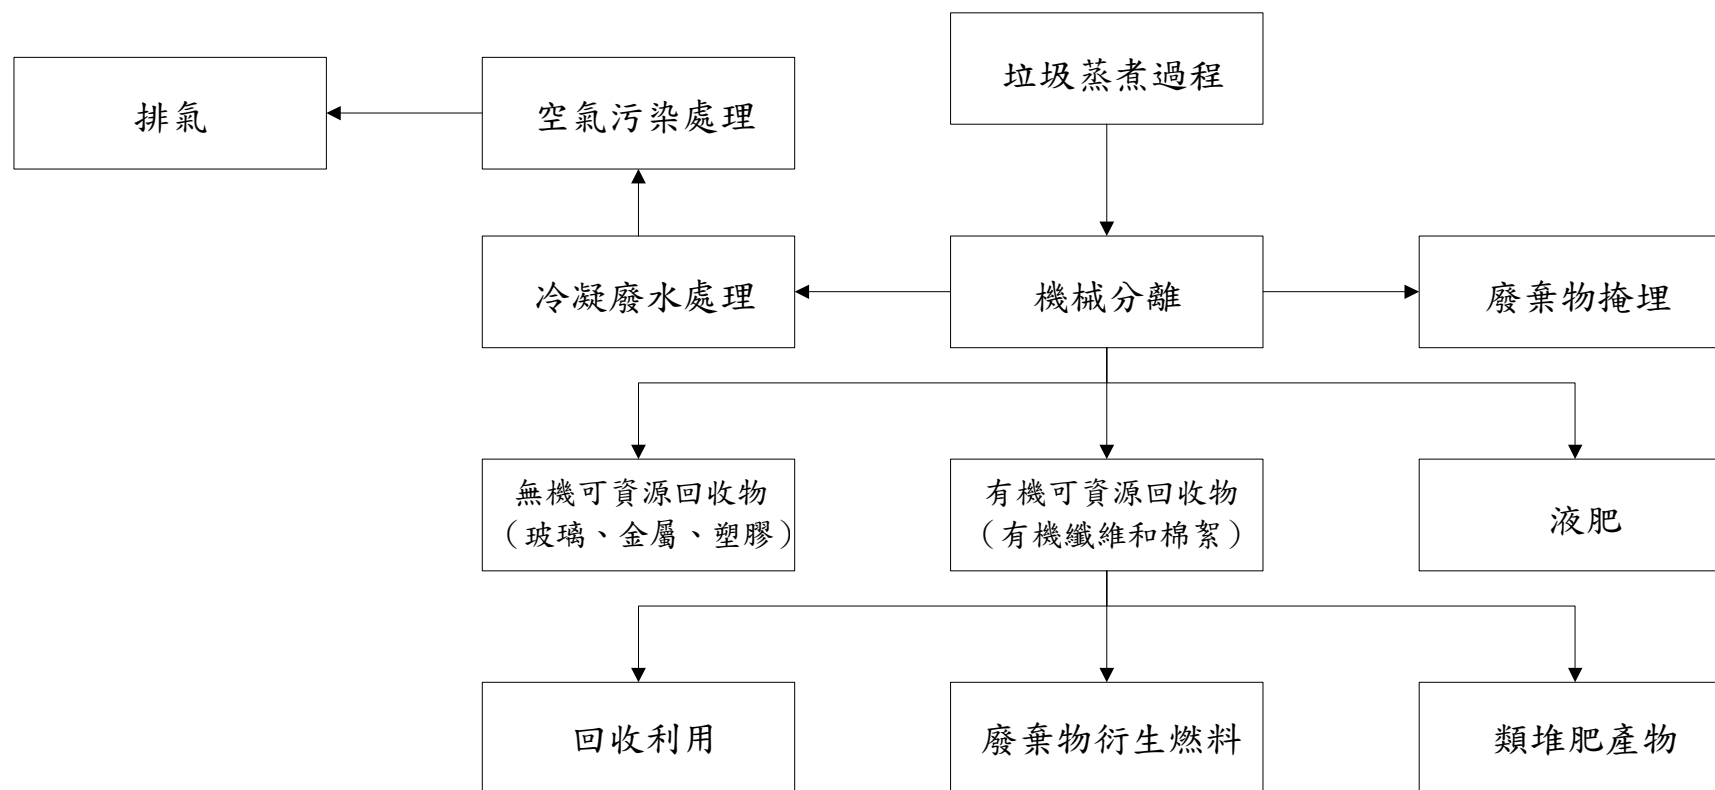 垃圾蒸煮過程
排氣
空氣污染處理
冷凝廢水處理
機械分離
廢棄物掩埋
無機可資源回收物
（玻璃、金屬、塑膠）
有機可資源回收物
（有機纖維和棉絮）
液肥
回收利用
廢棄物衍生燃料
類堆肥產物